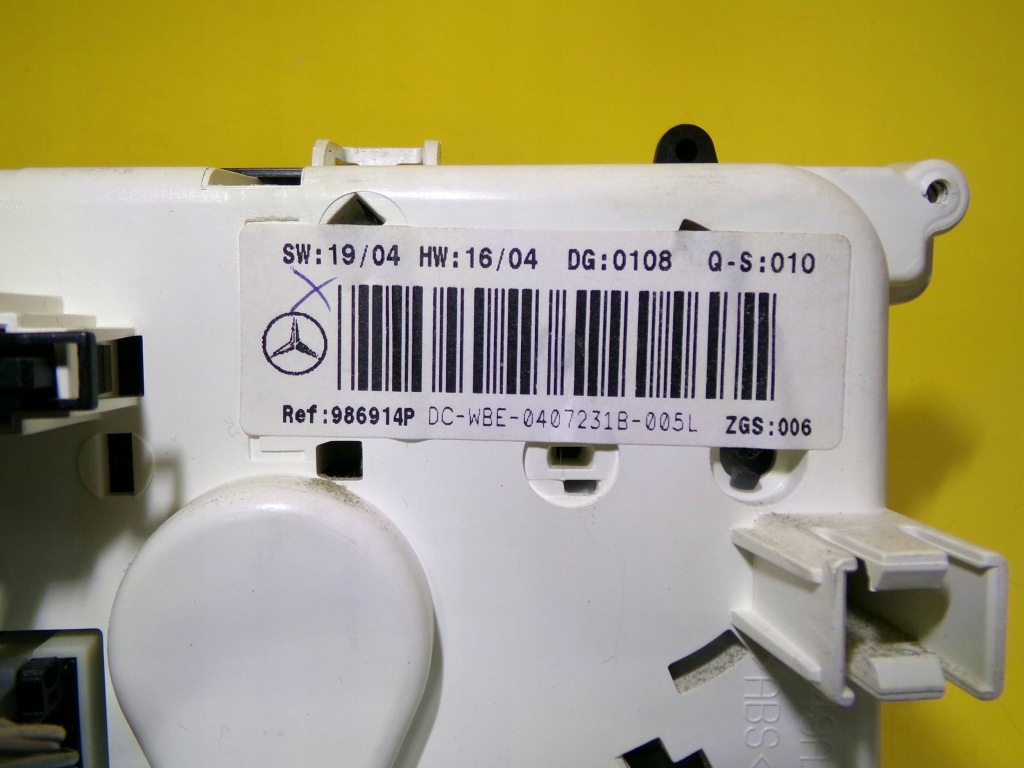 SW:19/04 HW:16/04 DG:0108 Q-S:010
Ref:986914P DC-WBE-0407231B-005L ZGS:006
ABS<